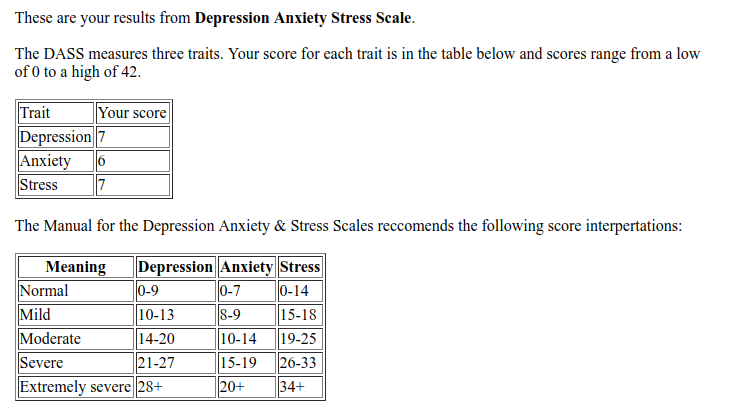 These are your results from Depression Anxiety Stress Scale.
The DASS measures three traits. Your score for each trait is in the table below and scores range from a low
of 0 to a high of 42.
Trait Your score
Depression 7
Anxiety 6
Stress 7
The Manual for the Depression Anxiety & Stress Scales reccomends the following score interpertations:
Meaning Depression Anxiety Stress
Normal 0-9 0-7 0-14
Mild 10-13 8-9 15-18
Moderate 14-20 10-14 19-25
Severe 21-27 15-19 26-33
Extremely severe 28+ 20+ 34+